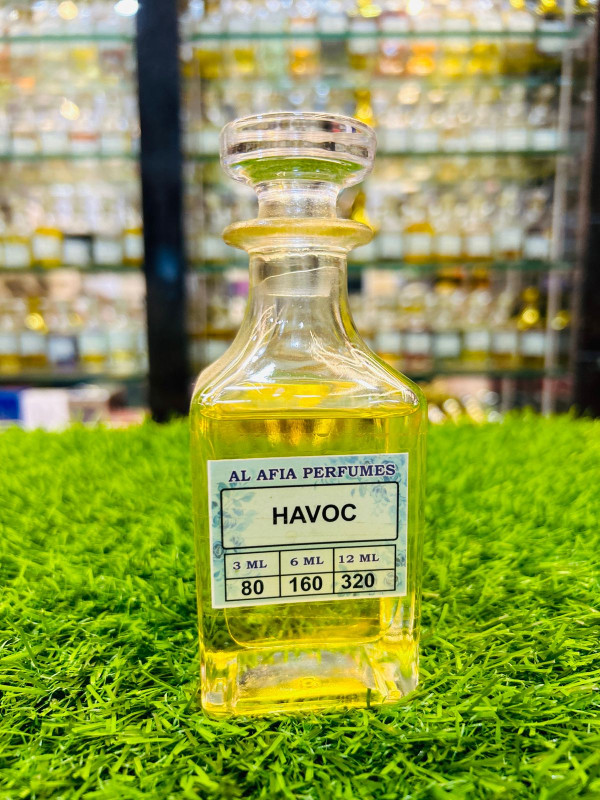 AL AFIA PERFUMES
HAVOC
3 ML 6 ML 12 ML
80 160 320